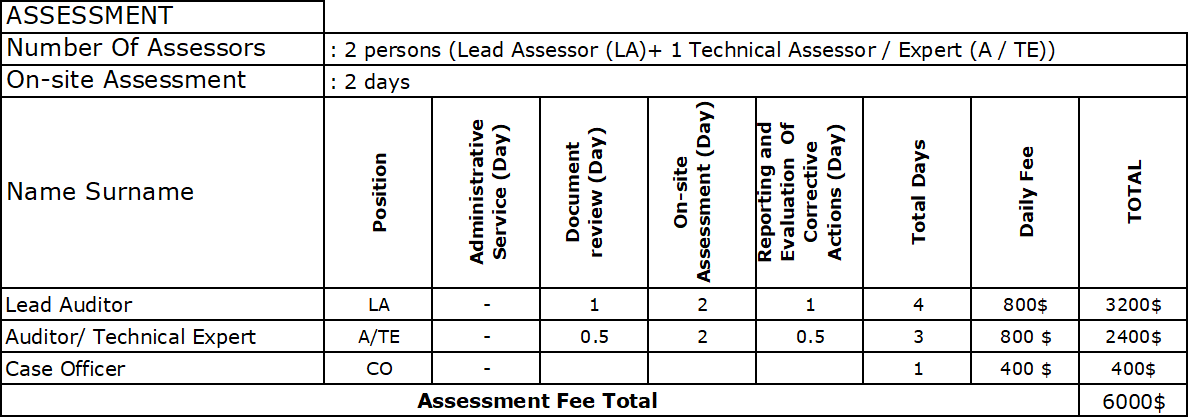 ASSESSMENT
Number Of Assessors : 2 persons (Lead Assessor (LA)+ 1 Technical Assessor / Expert (A / TE))
On-site Assessment : 2 days
Name Surname
Position
Administrative
Service (Day)
Document
review (Day)
On-site
Assessment (Day)
Reporting and
Evaluation Of
Corrective
Actions (Day)
Total Days
Daily Fee
TOTAL
Lead Auditor LA - 1 2 1 4 800$ 3200$
Auditor/ Technical Expert A/TE - 0.5 2 0.5 3 800 $ 2400$
Case Officer CO - 1 400 $ 400$
Assessment Fee Total 6000$